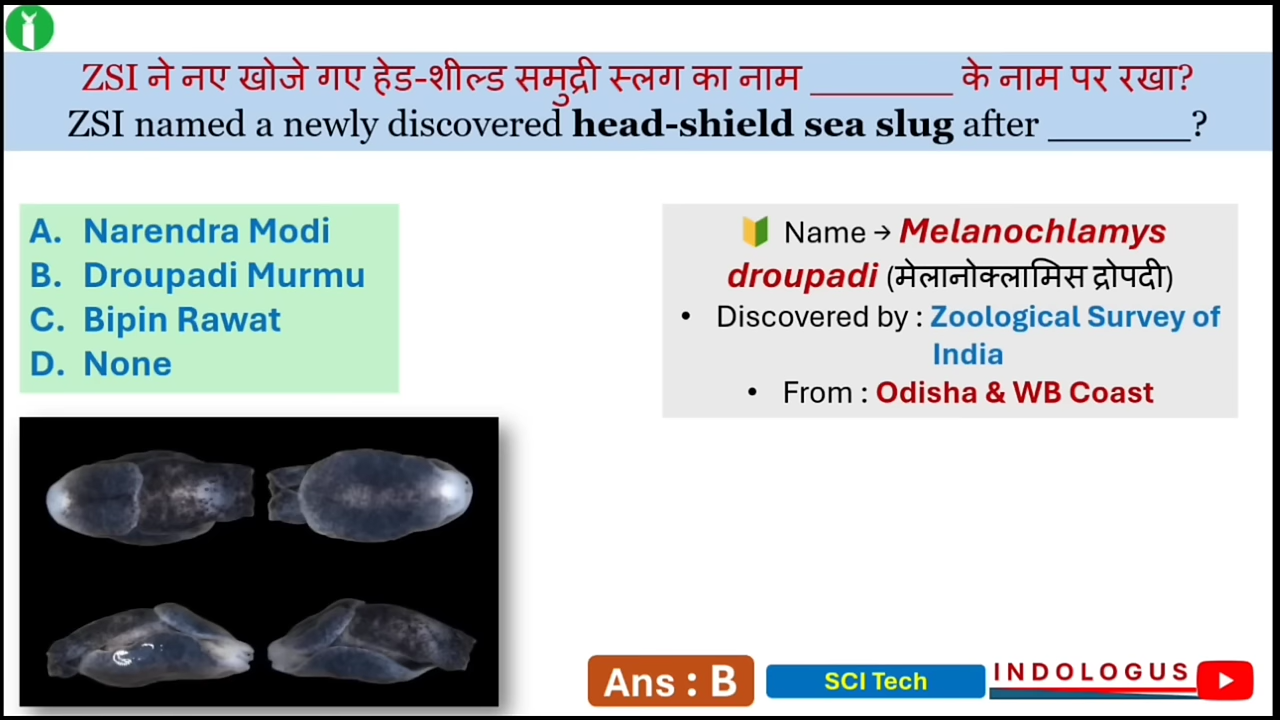 ZSI ने नए खोजे गए हेड-शील्ड समुद्री स्लग का नाम ________ के नाम पर रखा?
ZSI named a newly discovered head-shield sea slug after ________?
A. Narendra Modi
B. Droupadi Murmu
C. Bipin Rawat
D. None
Name → Melanochlamys
droupadi (मेलानोक्लामिस द्रोपदी)
• Discovered by : Zoological Survey of
India
• From : Odisha & WB Coast
Ans : B
SCI Tech
INDOLOGUS